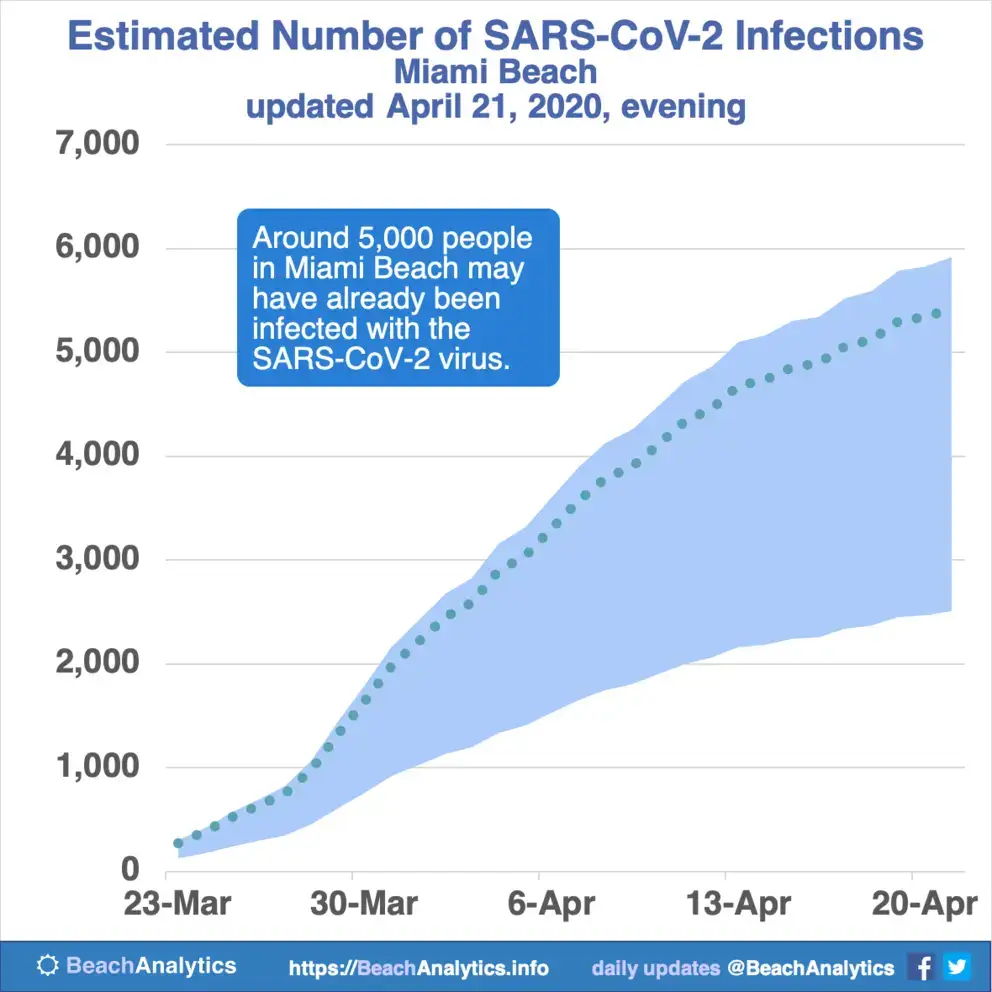 Estimated Number of SARS-CoV-2 Infections
Miami Beach
updated April 21, 2020, evening
7,000
6,000
5,000
4,000
3,000
2,000
1,000
0
Around 5,000 people
in Miami Beach may
have already been
infected with the
SARS-CoV-2 virus.
23-Mar 30-Mar 6-Apr 13-Apr 20-Apr
BeachAnalytics https://BeachAnalytics.info daily updates @BeachAnalytics